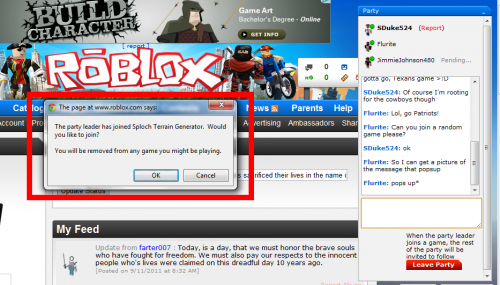 BUILD
CHARACTER
Game Art
Bachelor's Degree - Online
GET INFO
[ report ]
ROBLOX
0
0
Catalo
News
Parents
Help
Account
Pro
Advertising
Ambassadors
Share
The page at www.roblox.com says:
The party leader has joined Sploch Terrain Generator. Would
you like to join?
You will be removed from any game you might be playing.
OK
Cancel
sacrificed their lives in the name o
Update Status
My Feed
Update from farter007 : Today, is a day, that we must honor the brave souls
who have fought for freedom. We must also pay our respects to the innocent
people who's lives were claimed on this dreadful day 10 years ago.
[Posted on 9/11/2011 at 6:32 AM]
Party
SDuke524 (Report)
Flurite
JimmieJohnson480 Pending...
gotta go, Texans game >:D
SDuke524: Of course I'm rooting
for the cowboys though
Flurite: Lol, go Patriots!
Flurite: Can you join a random
game please?
SDuke524: ok
Flurite: So I can get a picture of
the message that popsup
Flurite: pops up*
When the party leader
joins a game, the rest
of the party will be
invited to follow
Leave Party